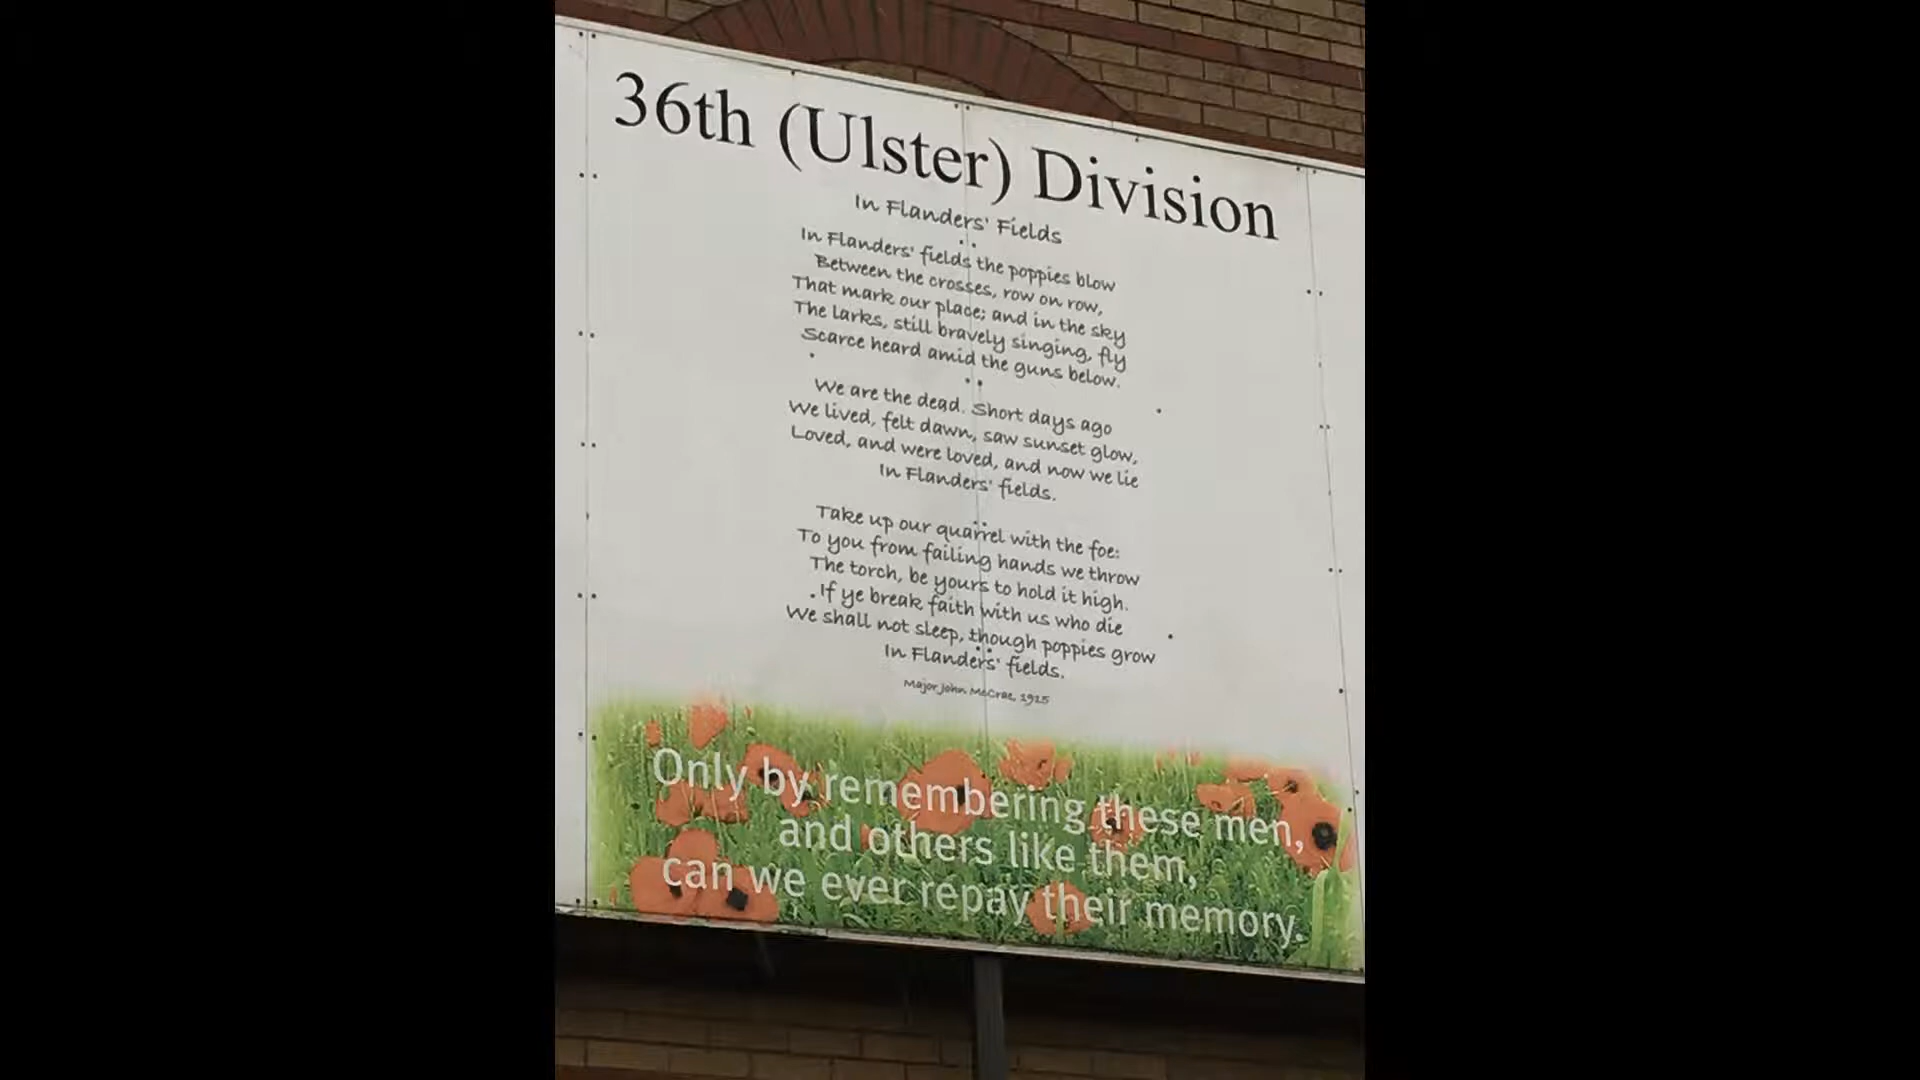 36th (Ulster) Division
In Flanders' Fields
In Flanders' fields the poppies blow
Between the crosses, row on row,
That mark our place; and in the sky
The larks, still bravely singing, fly
Scarce heard amid the guns below.
We are the dead. Short days ago
We lived, felt dawn, saw sunset glow,
Loved, and were loved, and now we lie
In Flanders' fields.
Take up our quarrel with the foe:
To you from failing hands we throw
The torch, be yours to hold it high.
If ye break faith with us who die
We shall not sleep, though poppies grow
In Flanders' fields.
Major John McCrae, 1915
Only by remembering these men,
and others like them,
can we ever repay their memory.